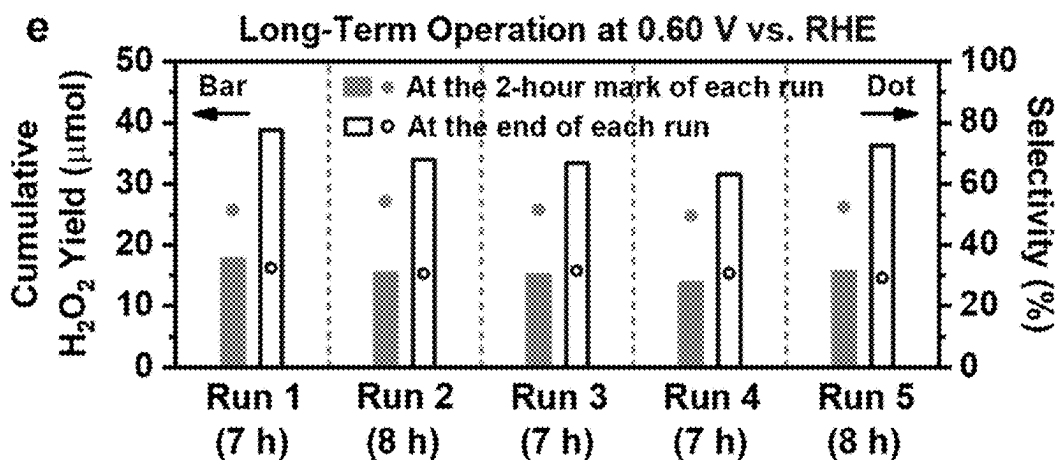 e
Long-Term Operation at 0.60 V vs. RHE
Cumulative
H₂O₂ Yield (μmol)
50
40
30
20
10
0
Bar
At the 2-hour mark of each run
At the end of each run
Dot
100
80
60
40
20
0
Selectivity (%)
Run 1 Run 2 Run 3 Run 4 Run 5
(7 h) (8 h) (7 h) (7 h) (8 h)